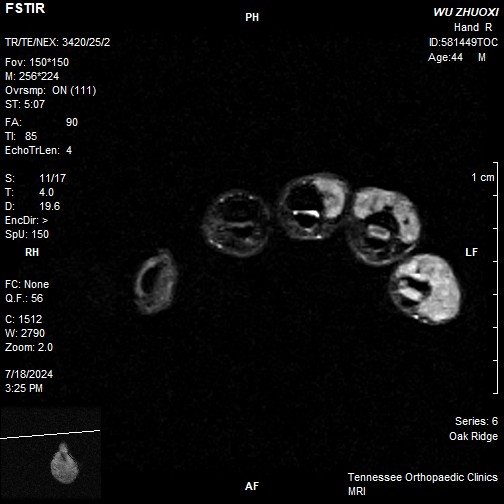 FSTIR
PH
WU ZHUOXI
Hand R
TR/TE/NEX: 3420/25/2
ID:581449TOC
Age:44 M
Fov: 150*150
M: 256*224
Ovrsmp: ON (111)
ST: 5:07
FA: 90
TI: 85
EchoTrLen: 4
S: 11/17
1 cm
T: 4.0
D: 19.6
EncDir: >
SpU: 150
RH
LF
FC: None
Q.F.: 56
C: 1512
W: 2790
Zoom: 2.0
7/18/2024
3:25 PM
Series: 6
Oak Ridge
Tennessee Orthopaedic Clinics
AF
MRI